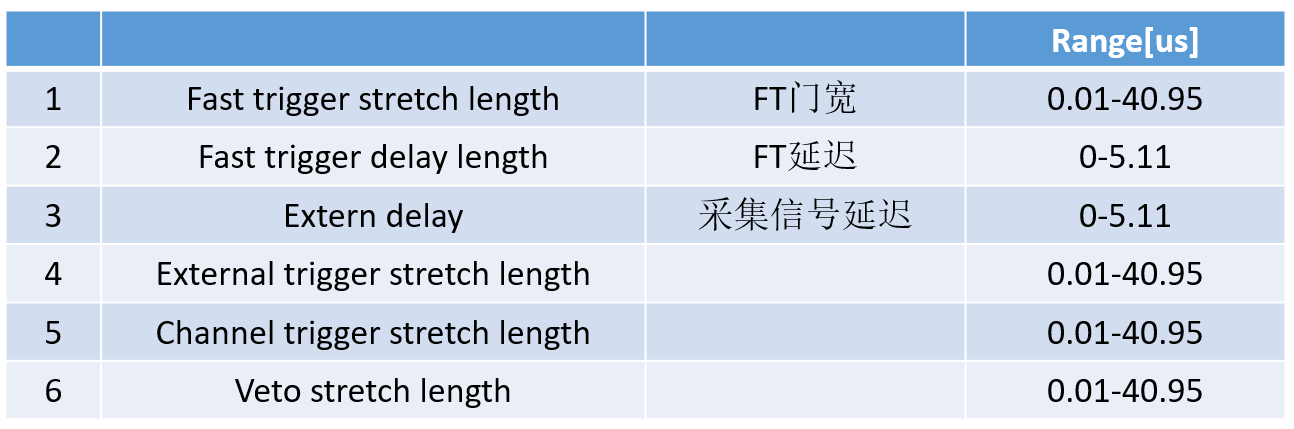 Range[us]
1 Fast trigger stretch length FT门宽 0.01-40.95
2 Fast trigger delay length FT延迟 0-5.11
3 Extern delay 采集信号延迟 0-5.11
4 External trigger stretch length 0.01-40.95
5 Channel trigger stretch length 0.01-40.95
6 Veto stretch length 0.01-40.95